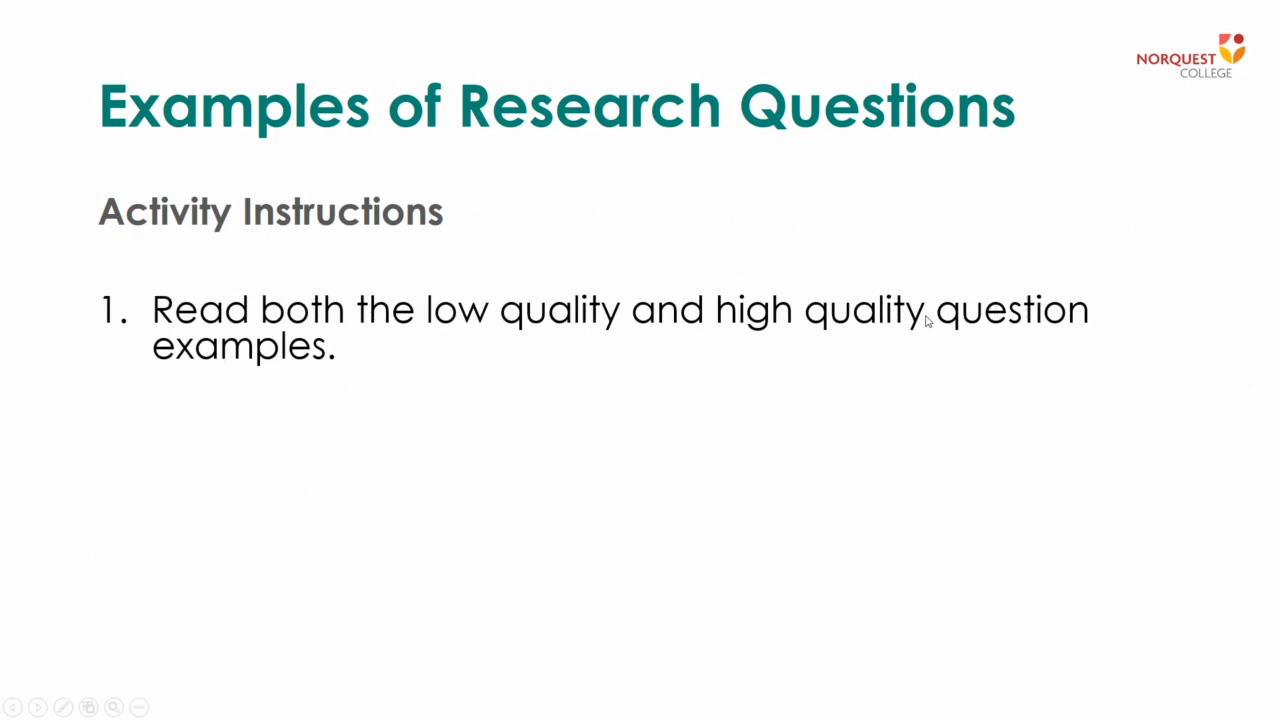 NORQUEST
COLLEGE
Examples of Research Questions
Activity Instructions
1. Read both the low quality and high quality question
examples.